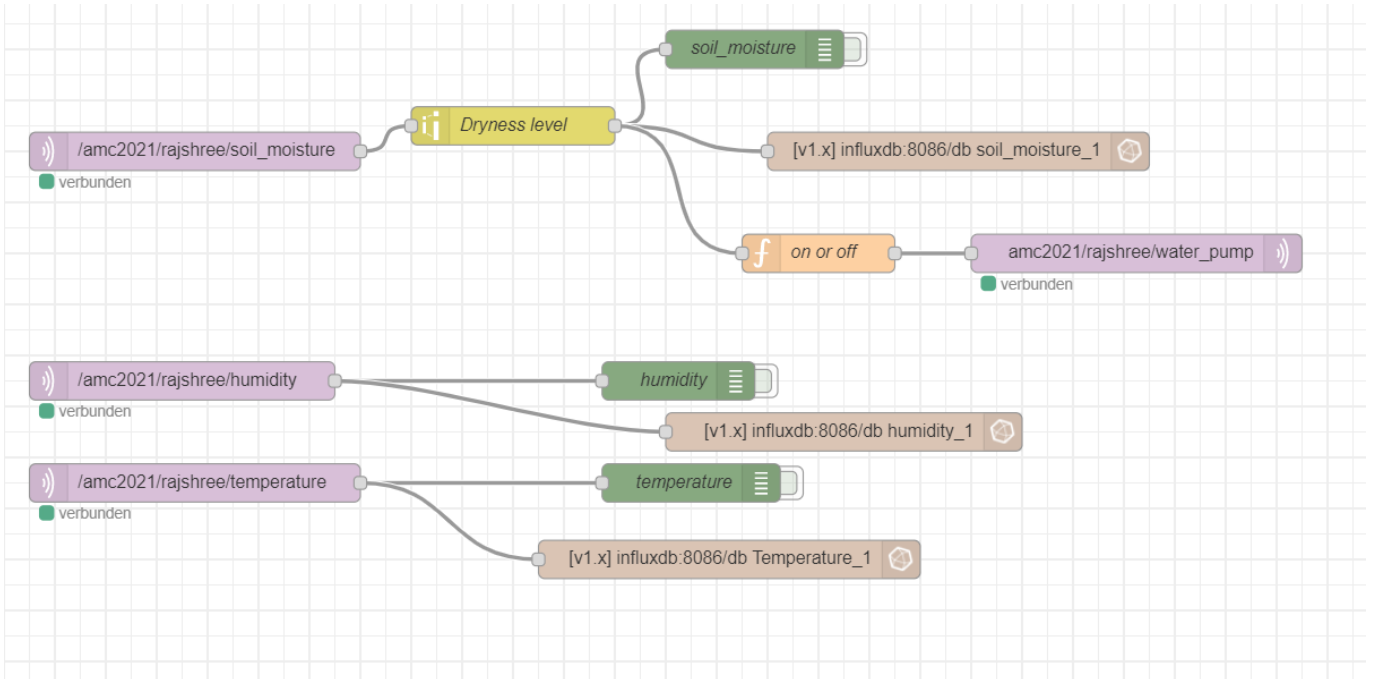 soil_moisture
Dryness level
/amc2021/rajshree/soil_moisture
[v1.x] influxdb:8086/db soil_moisture_1
verbunden
on or off
amc2021/rajshree/water_pump
verbunden
/amc2021/rajshree/humidity
humidity
verbunden
[v1.x] influxdb:8086/db humidity_1
/amc2021/rajshree/temperature
temperature
verbunden
[v1.x] influxdb:8086/db Temperature_1